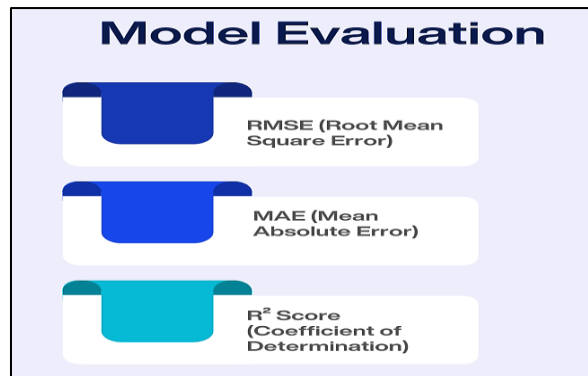 Model Evaluation
RMSE (Root Mean
Square Error)
MAE (Mean
Absolute Error)
R² Score
(Coefficient of
Determination)